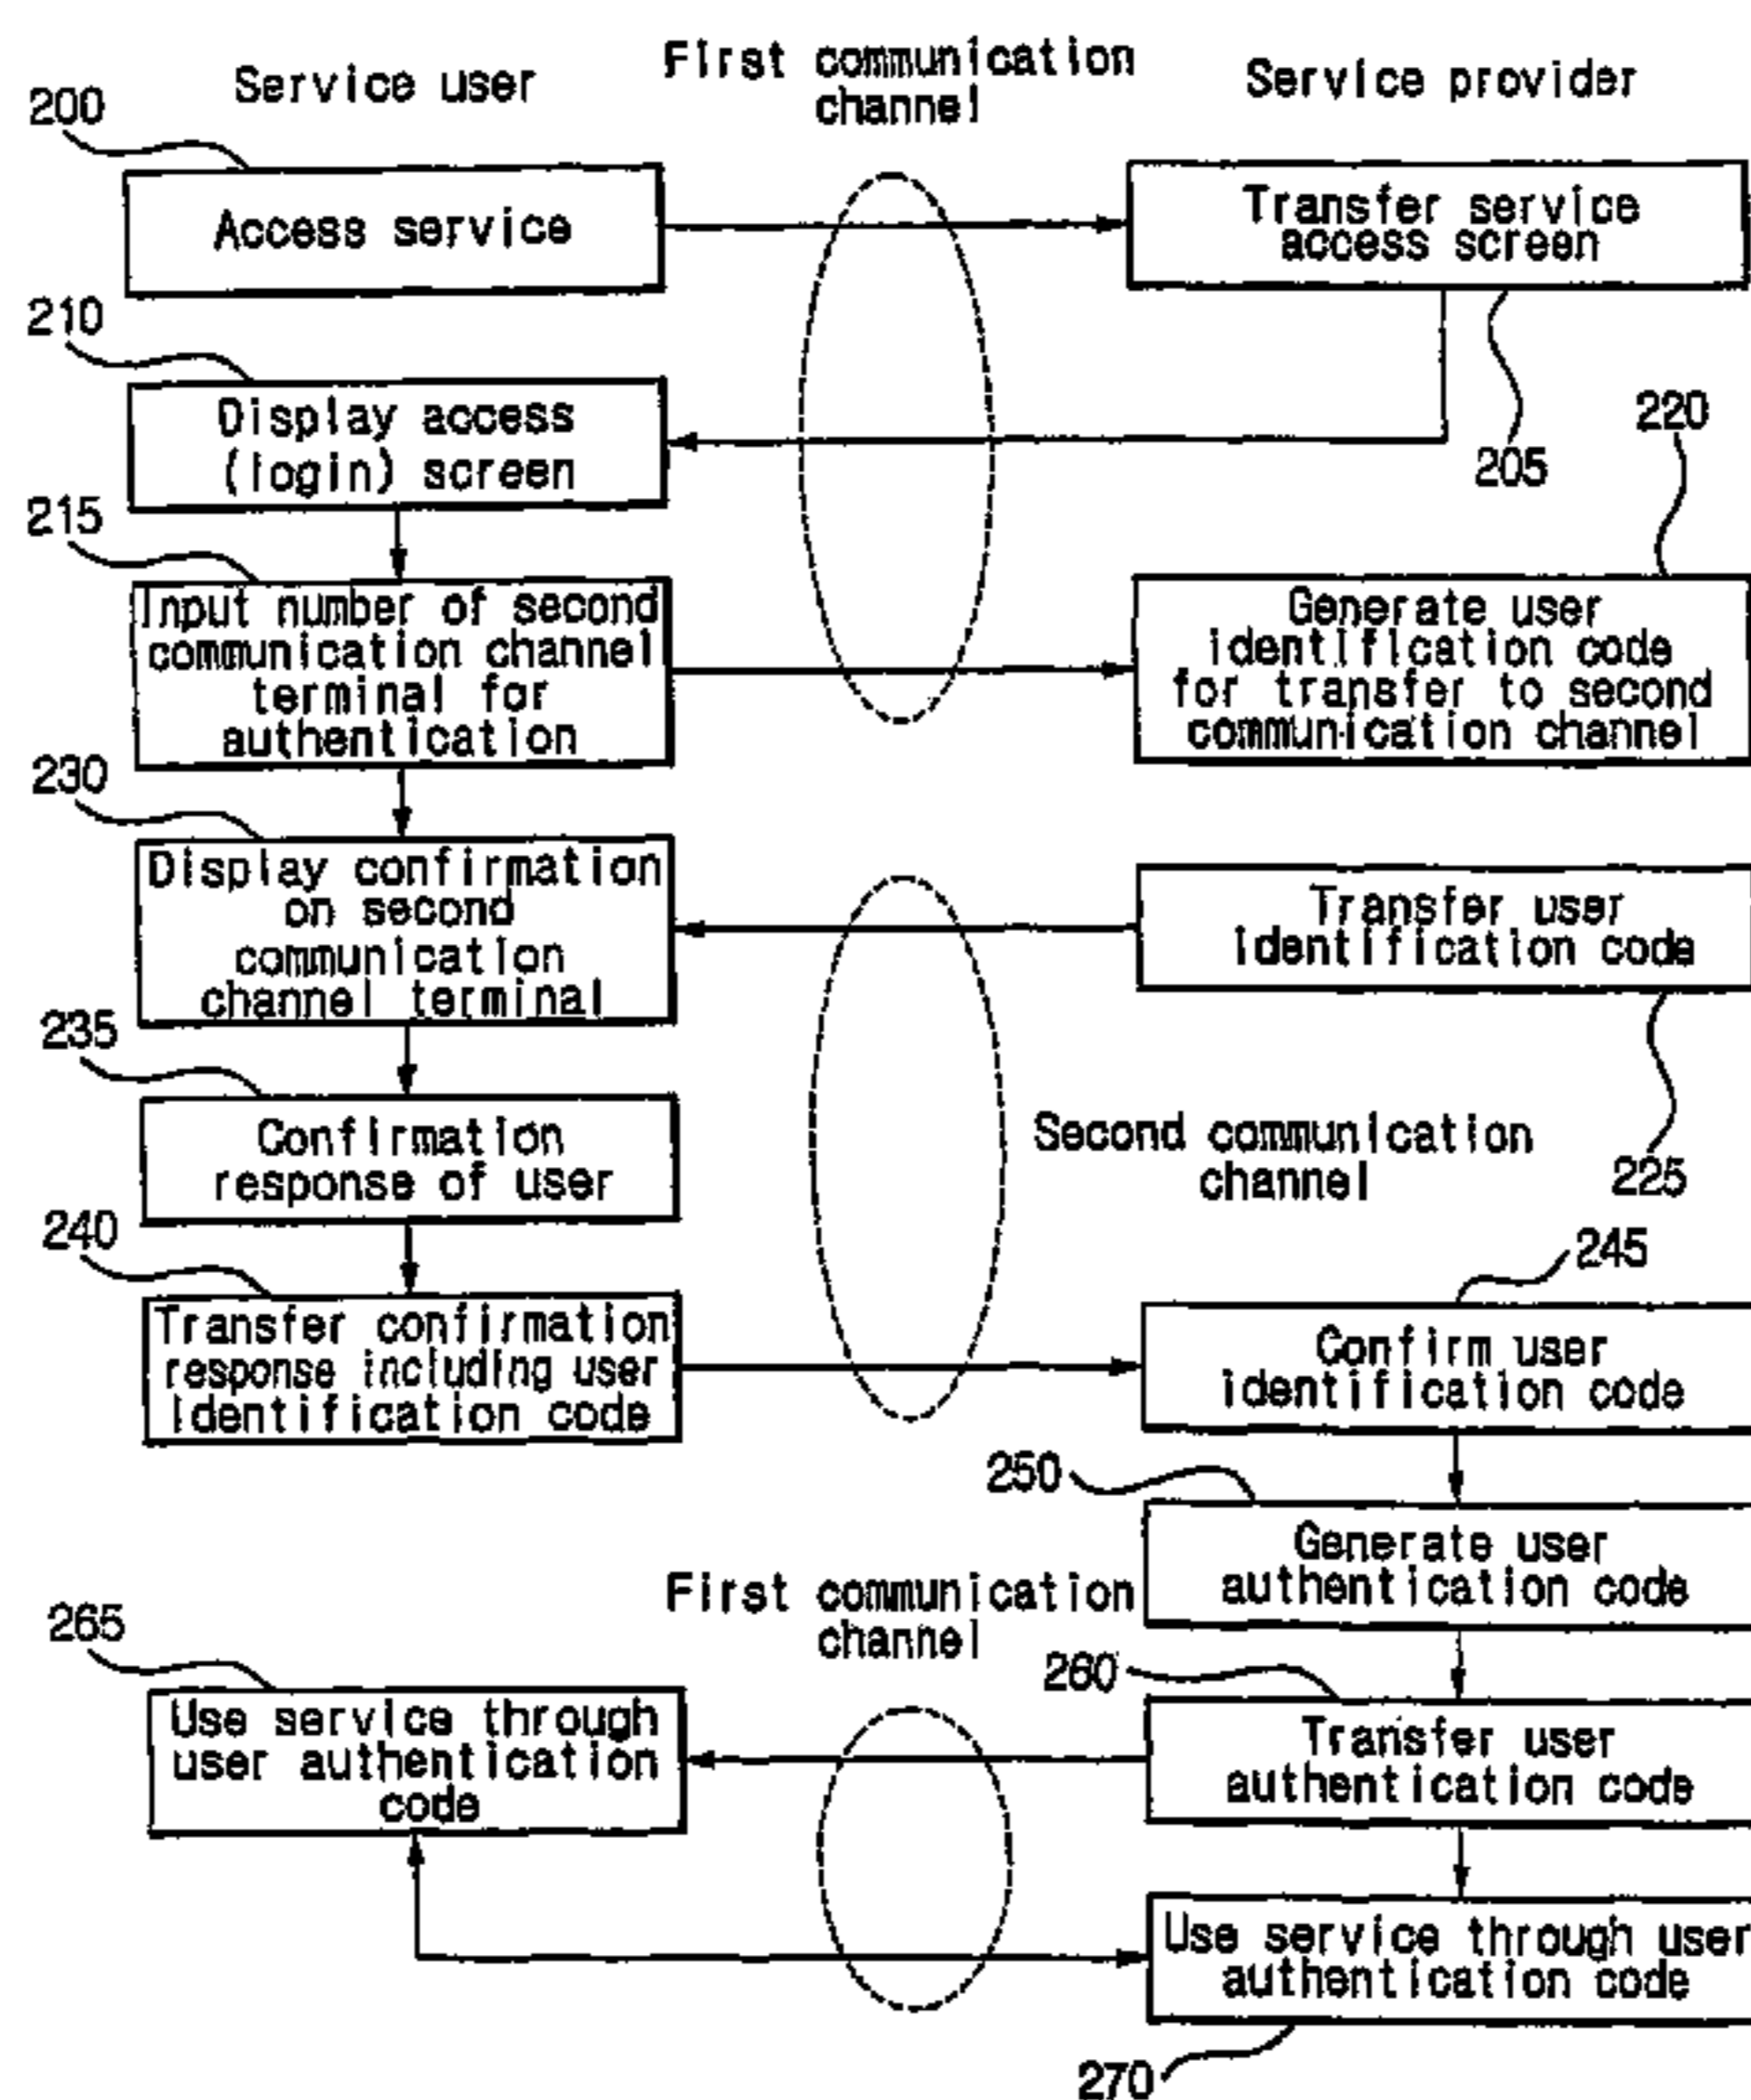 Service user
First communication
channel
Service provider
200
Access service
Transfer service
access screen
205
210
Display access
(login) screen
215
Input number of second
communication channel
terminal for
authentication
220
Generate user
identification code
for transfer to second
communication channel
230
Display confirmation
on second
communication
channel terminal
Transfer user
identification code
225
235
Confirmation
response of user
Second communication
channel
240
Transfer confirmation
response including user
identification code
245
Confirm user
identification code
250
Generate user
authentication code
First communication
channel
260
Transfer user
authentication code
265
Use service through
user authentication
code
Use service through user
authentication code
270